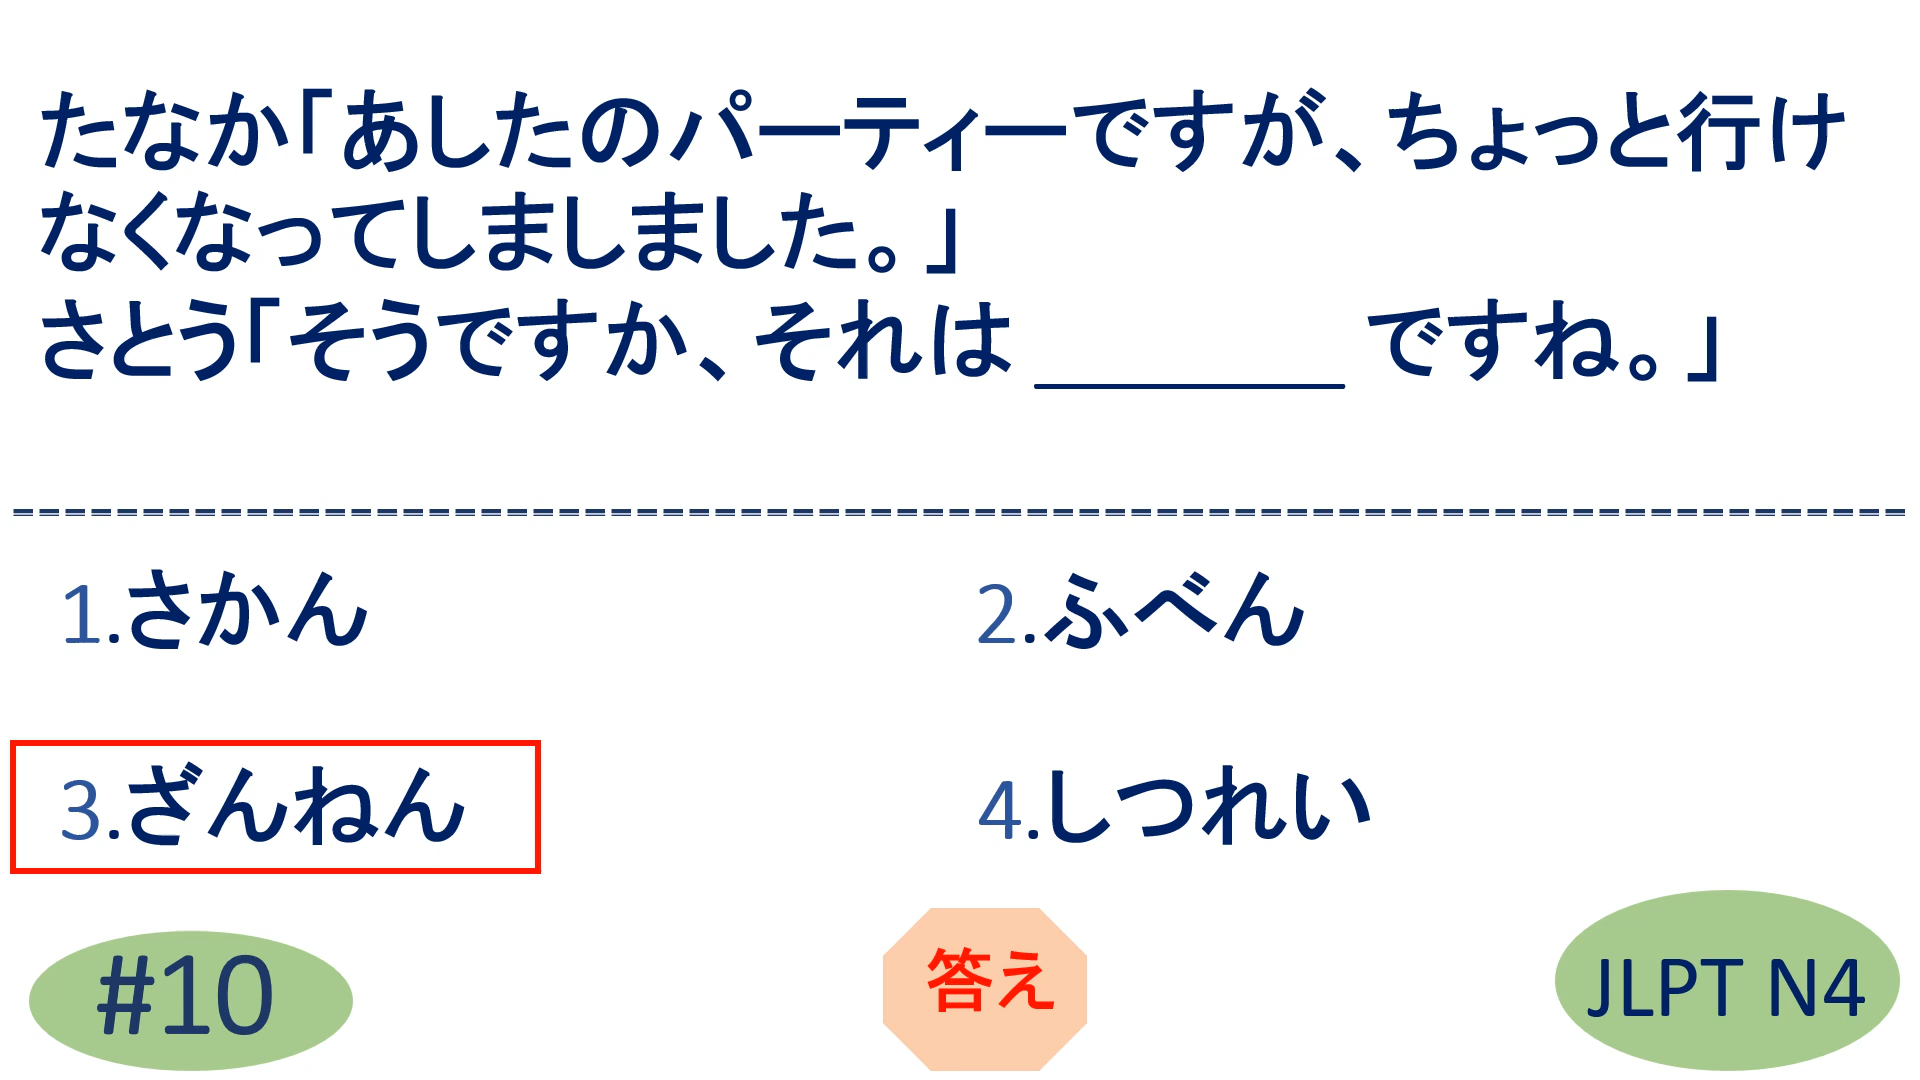 たなか「あしたのパーティーですが、ちょっと行け
なくなってしましました。」
さとう「そうですか、それは ________ ですね。」
1.さかん
2.ふべん
3.ざんねん
4.しつれい
#10
答え
JLPT N4